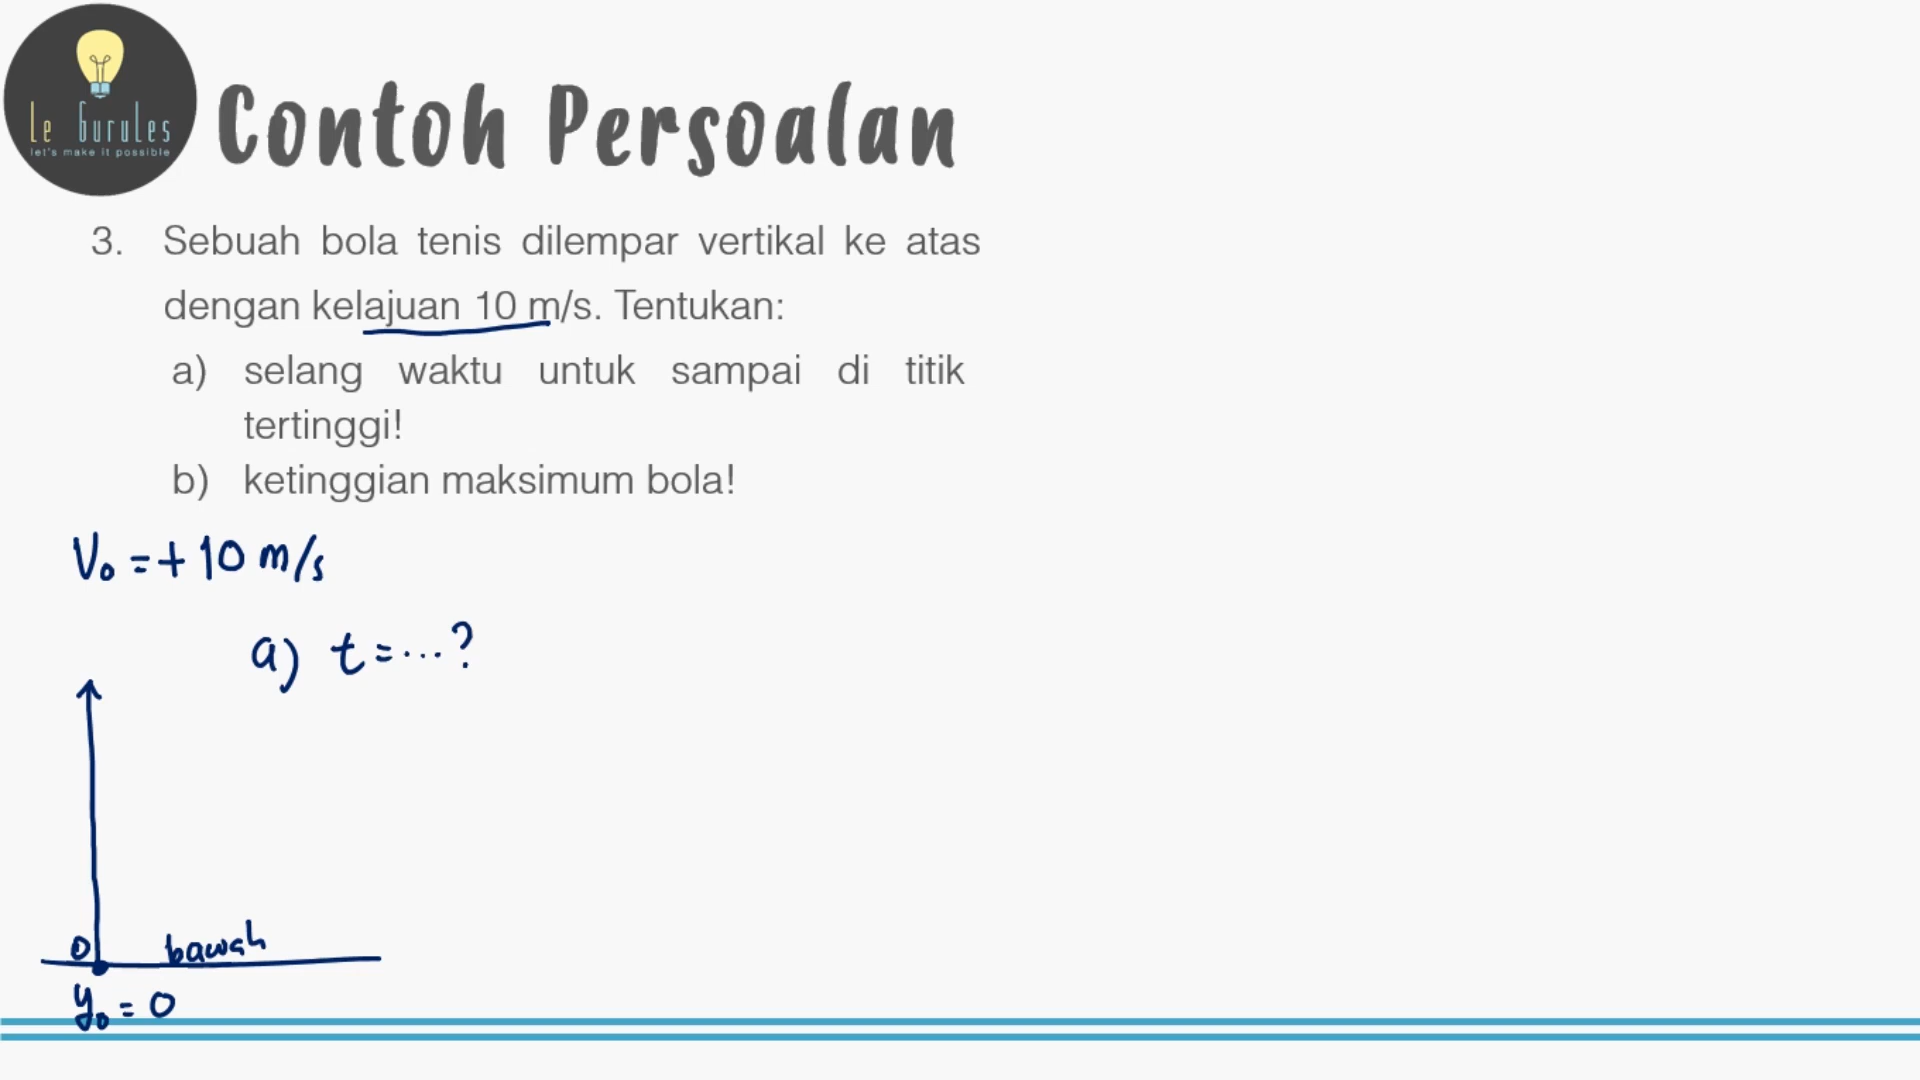 Le Gurules
let's make it possible
Contoh Persoalan
3. Sebuah bola tenis dilempar vertikal ke atas
dengan kelajuan 10 m/s. Tentukan:
a) selang waktu untuk sampai di titik
tertinggi!
b) ketinggian maksimum bola!
V₀ = + 10 m/s
a) t = ...?
0 bawah
y₀ = 0